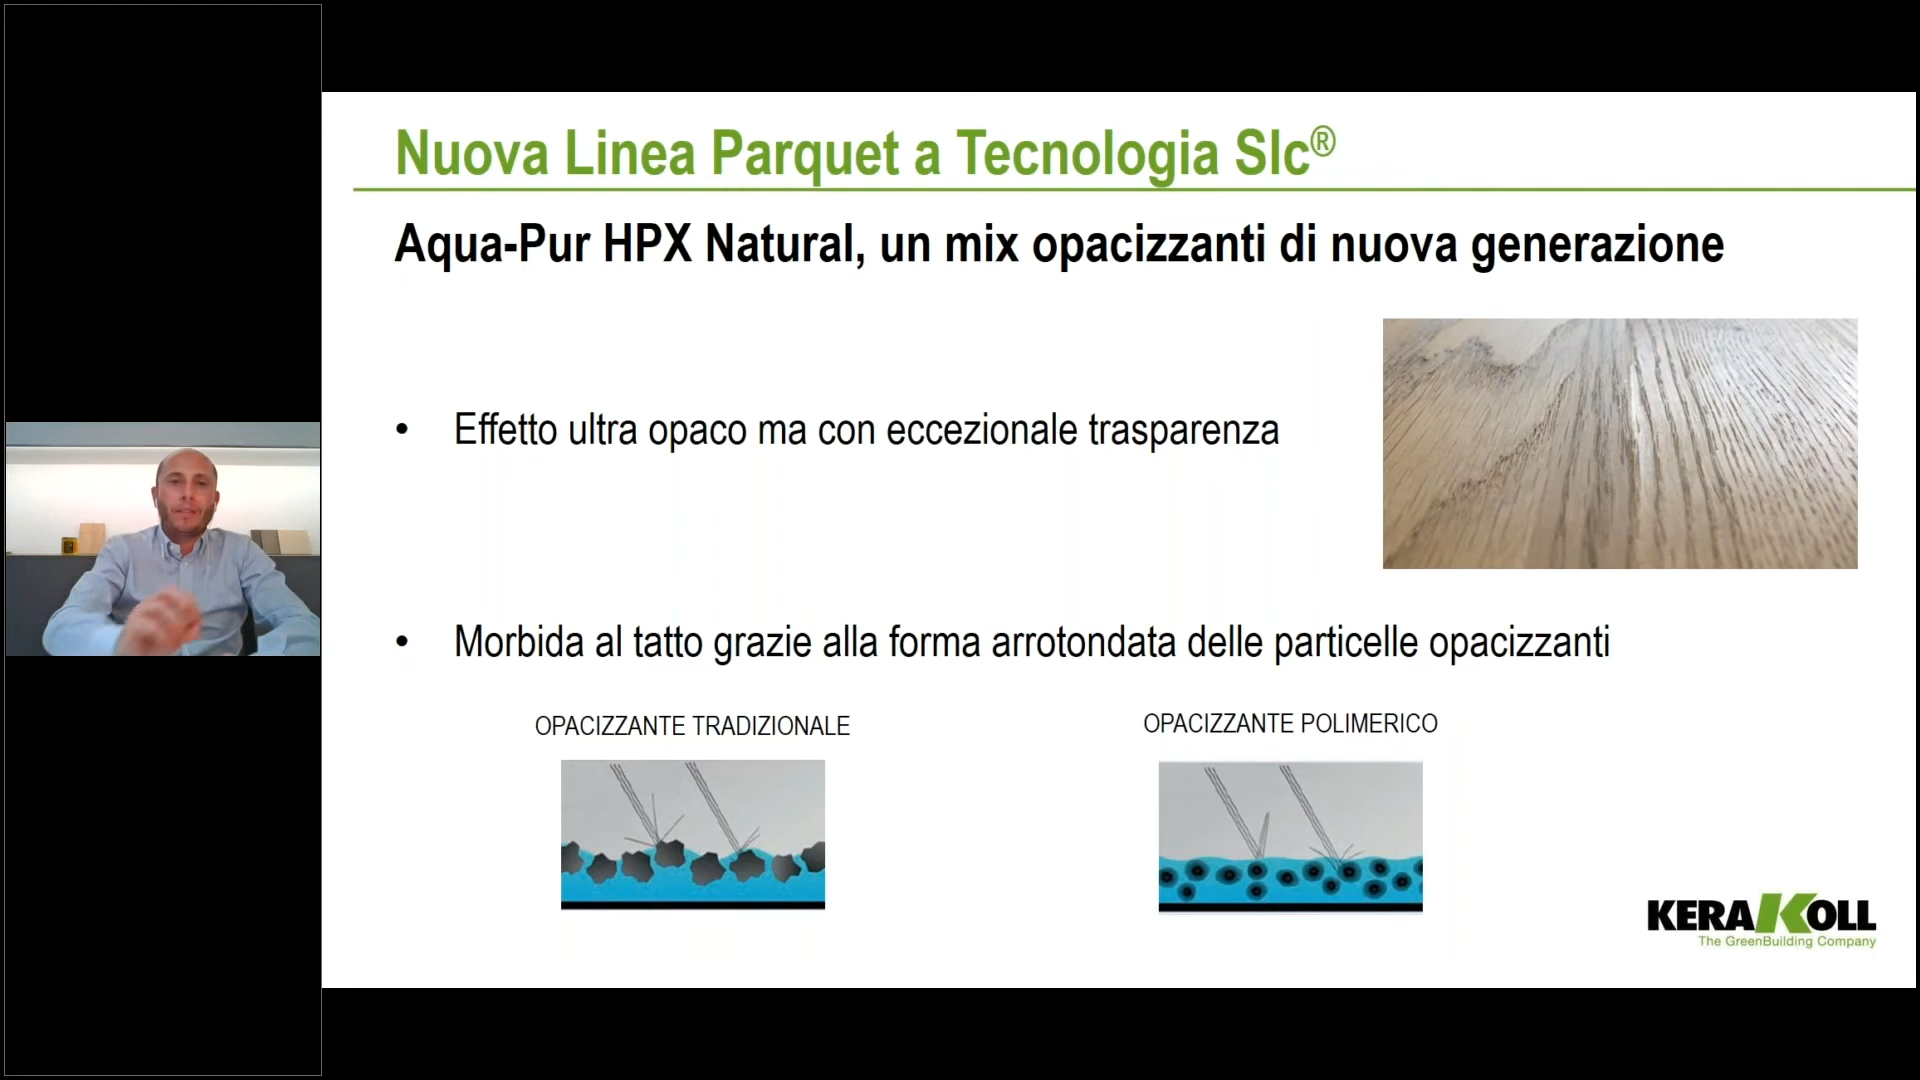 Nuova Linea Parquet a Tecnologia Slc®
Aqua-Pur HPX Natural, un mix opacizzanti di nuova generazione
• Effetto ultra opaco ma con eccezionale trasparenza
• Morbida al tatto grazie alla forma arrotondata delle particelle opacizzanti
OPACIZZANTE TRADIZIONALE
OPACIZZANTE POLIMERICO
KERAKOLL
The GreenBuilding Company